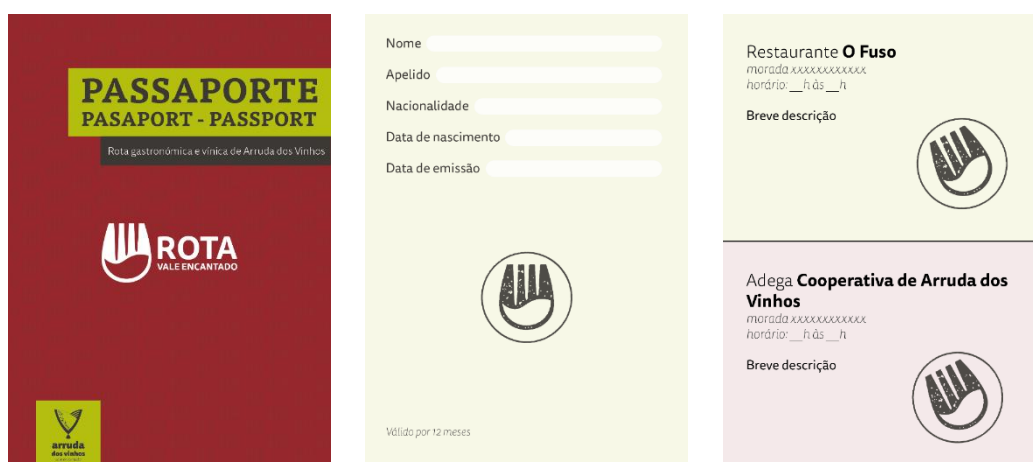 PASSAPORTE
PASAPORT - PASSPORT
Rota gastronómica e vínica de Arruda dos Vinhos
ROTA
VALE ENCANTADO
arruda
dos vinhos
Nome
Apelido
Nacionalidade
Data de nascimento
Data de emissão
Válido por 12 meses
Restaurante O Fuso
morada xxxxxxxxxxxx
horário: __h às __h
Breve descrição
Adega Cooperativa de Arruda dos
Vinhos
morada xxxxxxxxxxxx
horário: __h às __h
Breve descrição